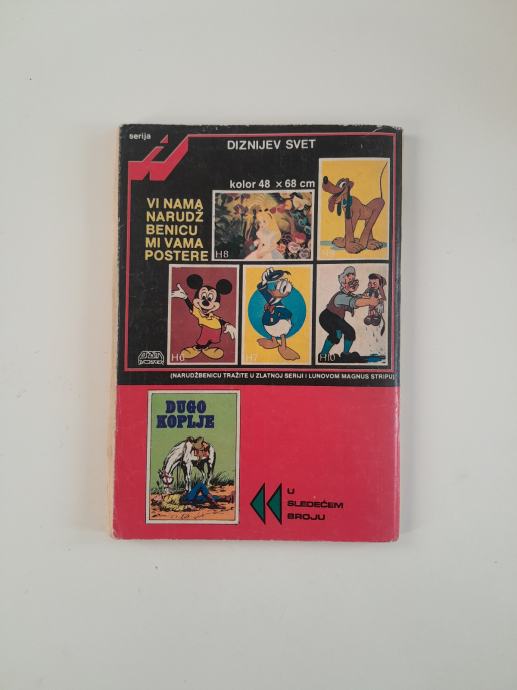 serija
DIZNIJEV SVET
kolor 48 x 68 cm
VI NAMA
NARUDŽ
BENICU
MI VAMA
POSTERE
H8
H6
H7
H10
(NARUDŽBENICU TRAŽITE U ZLATNOJ SERIJI I LUNOVOM MAGNUS STRIPU)
DUGO
KOPLJE
U
SLEDEĆEM
BROJU